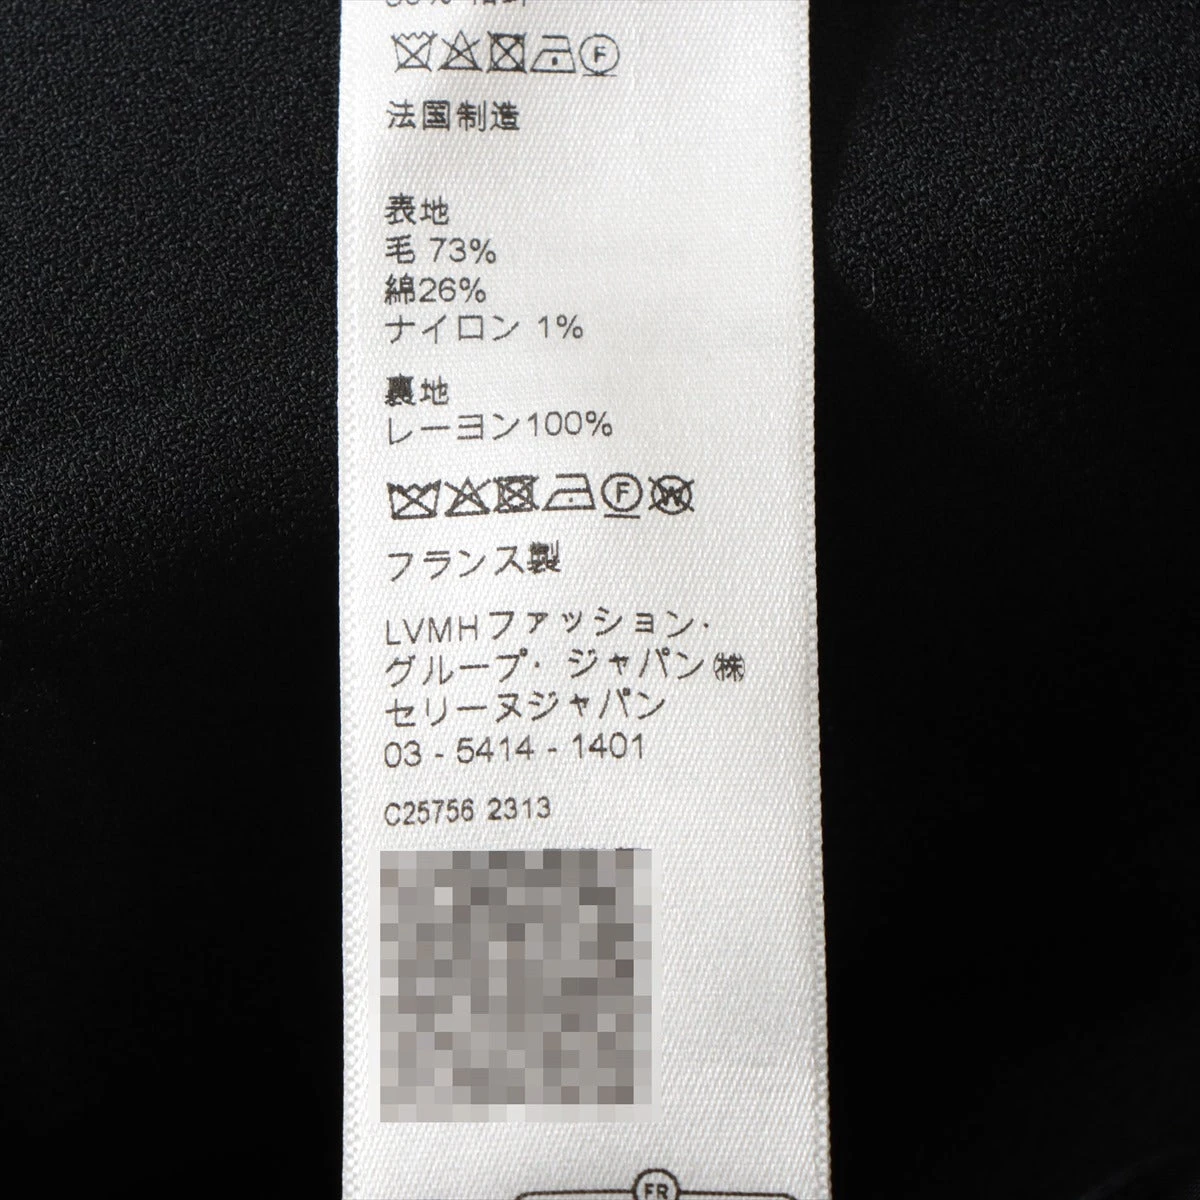 F
法国制造
表地
毛 73%
綿26%
ナイロン 1%
裏地
レーヨン100%
F W
フランス製
LVMHファッション・
グループ・ジャパン㈱
セリーヌジャパン
03 - 5414 - 1401
C25756 2313
FR